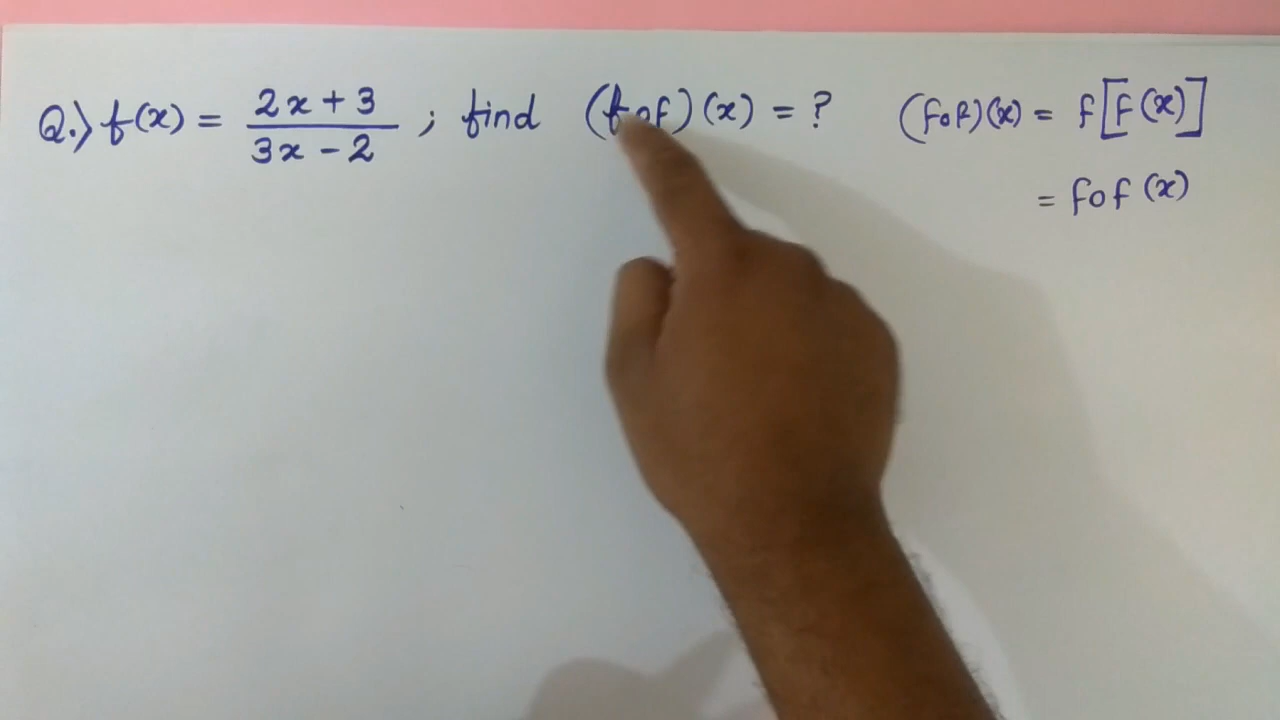 Q.) f(x) = 2x + 3 / 3x - 2 ; find (fof)(x) = ?
(fof)(x) = f[f(x)]
= fof(x)